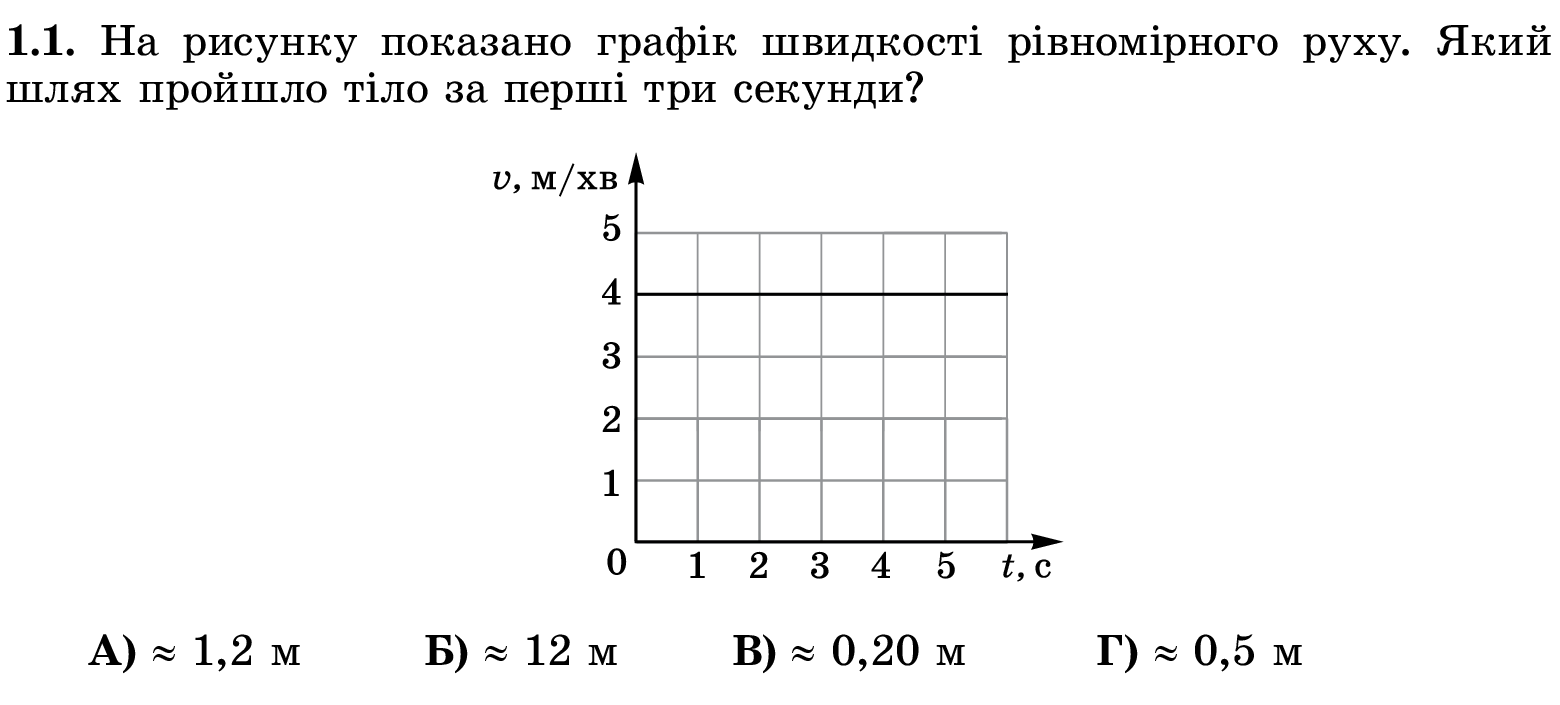 1.1. На рисунку показано графік швидкості рівномірного руху. Який
шлях пройшло тіло за перші три секунди?
v, м/хв
5
4
3
2
1
0 1 2 3 4 5 t, с
А) ≈ 1,2 м Б) ≈ 12 м В) ≈ 0,20 м Г) ≈ 0,5 м